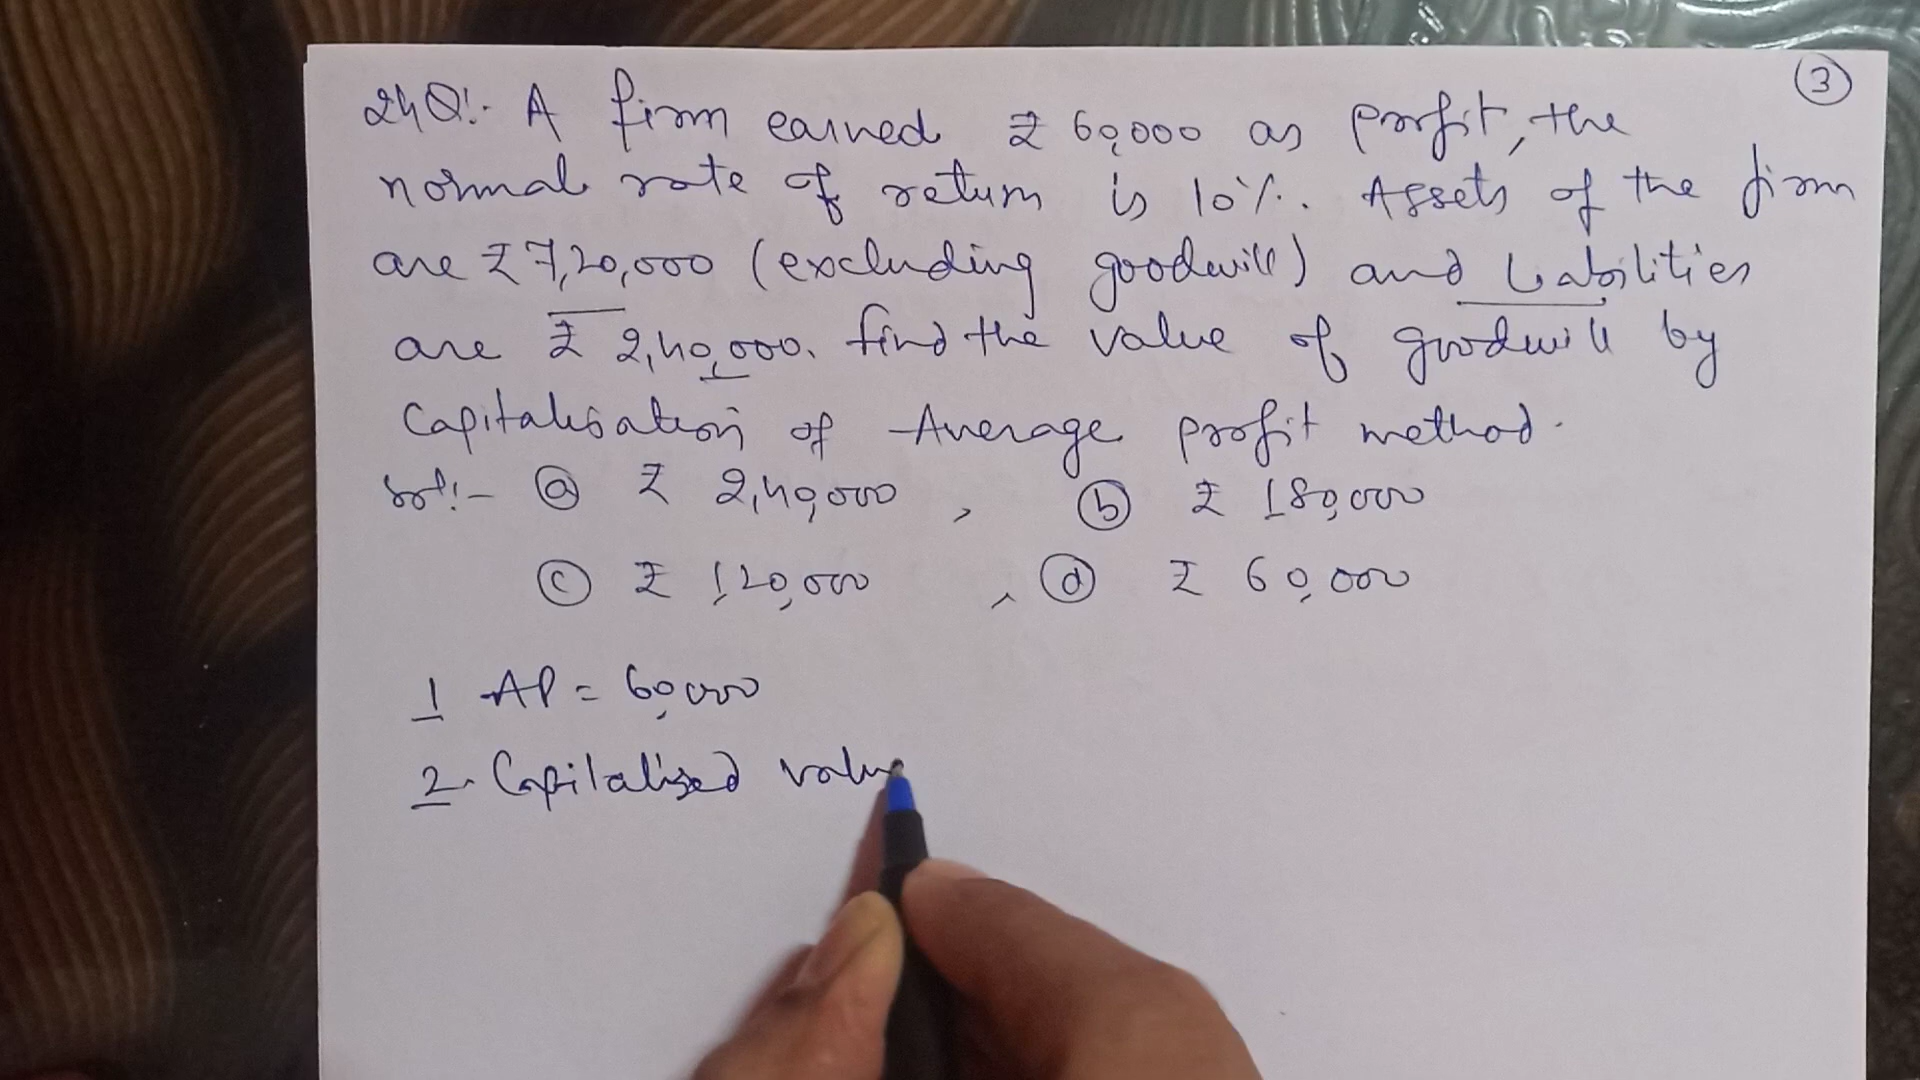 3
24Q:- A firm earned ₹ 60,000 as profit, the
normal rate of return is 10%. Assets of the firm
are ₹ 7,20,000 (excluding goodwill) and Liabilities
are ₹ 2,40,000. find the value of goodwill by
Capitalisation of Average profit method.
Sol:- (a) ₹ 2,40,000 , (b) ₹ 180,000
(c) ₹ 1,20,000 , (d) ₹ 60,000
1 AP = 60,000
2. Capitalised valu